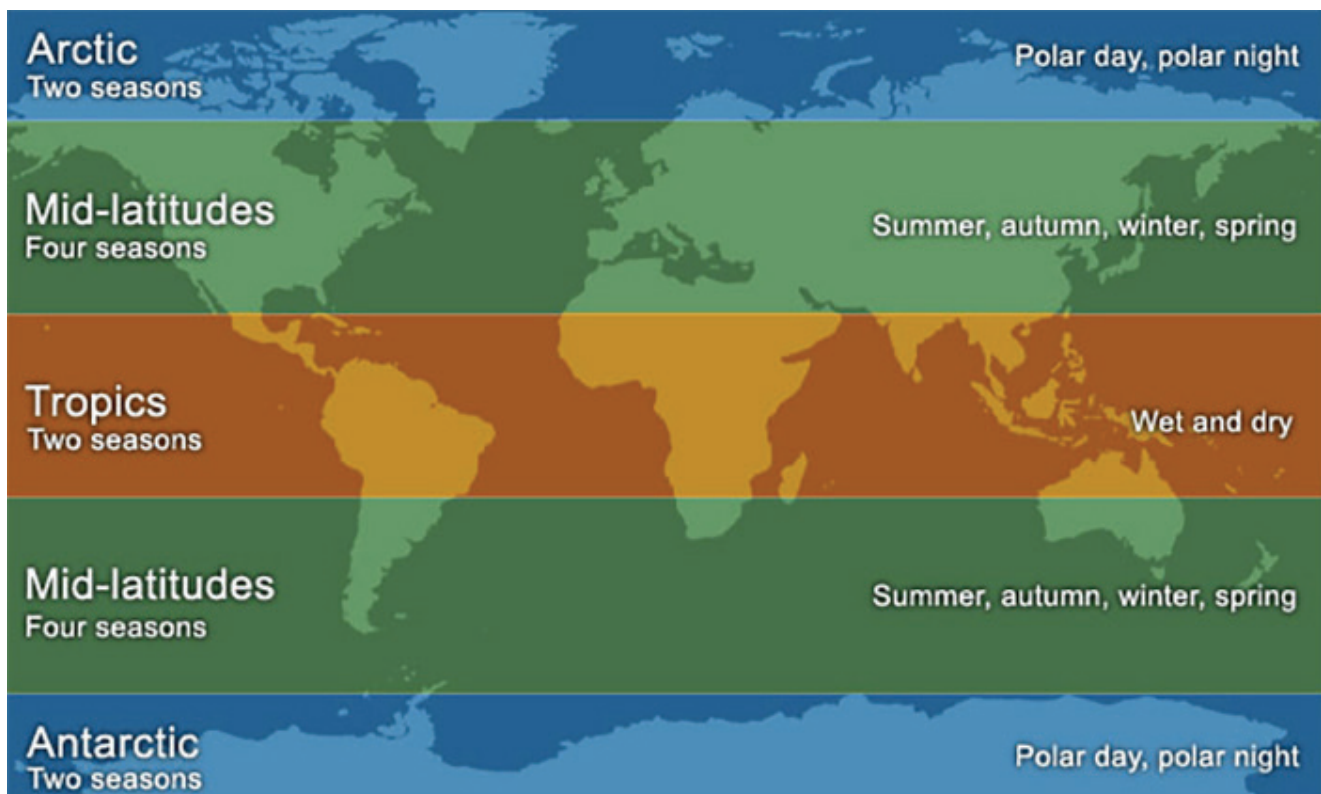 Arctic
Two seasons
Polar day, polar night
Mid-latitudes
Four seasons
Summer, autumn, winter, spring
Tropics
Two seasons
Wet and dry
Mid-latitudes
Four seasons
Summer, autumn, winter, spring
Antarctic
Two seasons
Polar day, polar night